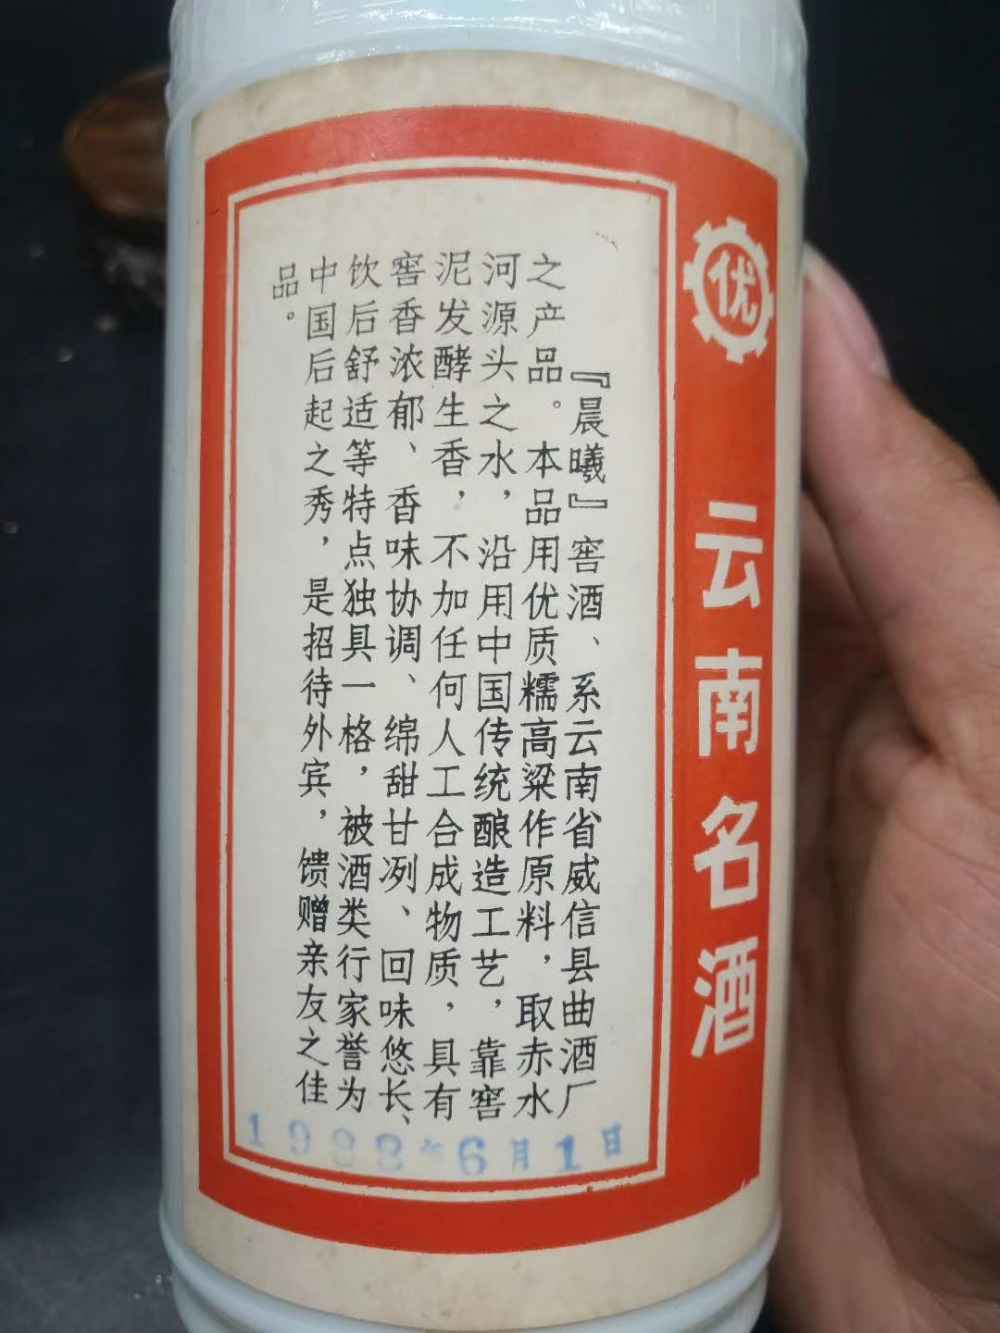 优
云南名酒
『晨曦』窖酒、系云南省威信县曲酒厂
之产品。本品用优质糯高粱作原料，取赤水
河源头之水，沿用中国传统酿造工艺，靠窖
泥发酵生香，不加任何人工合成物质，具有
窖香浓郁、香味协调、绵甜甘冽、回味悠长、
饮后舒适等特点独具一格，被酒类行家誉为
中国后起之秀，是招待外宾，馈赠亲友之佳
品。
1988年6月1日